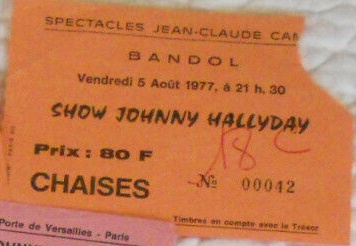 SPECTACLES JEAN-CLAUDE CAM
BANDOL
Vendredi 5 Août 1977, à 21 h. 30
SHOW JOHNNY HALLYDAY
18 C
Prix : 80 F
CHAISES
№ 00042
Timbres en compte avec le Trésor
Porte de Versailles - Paris